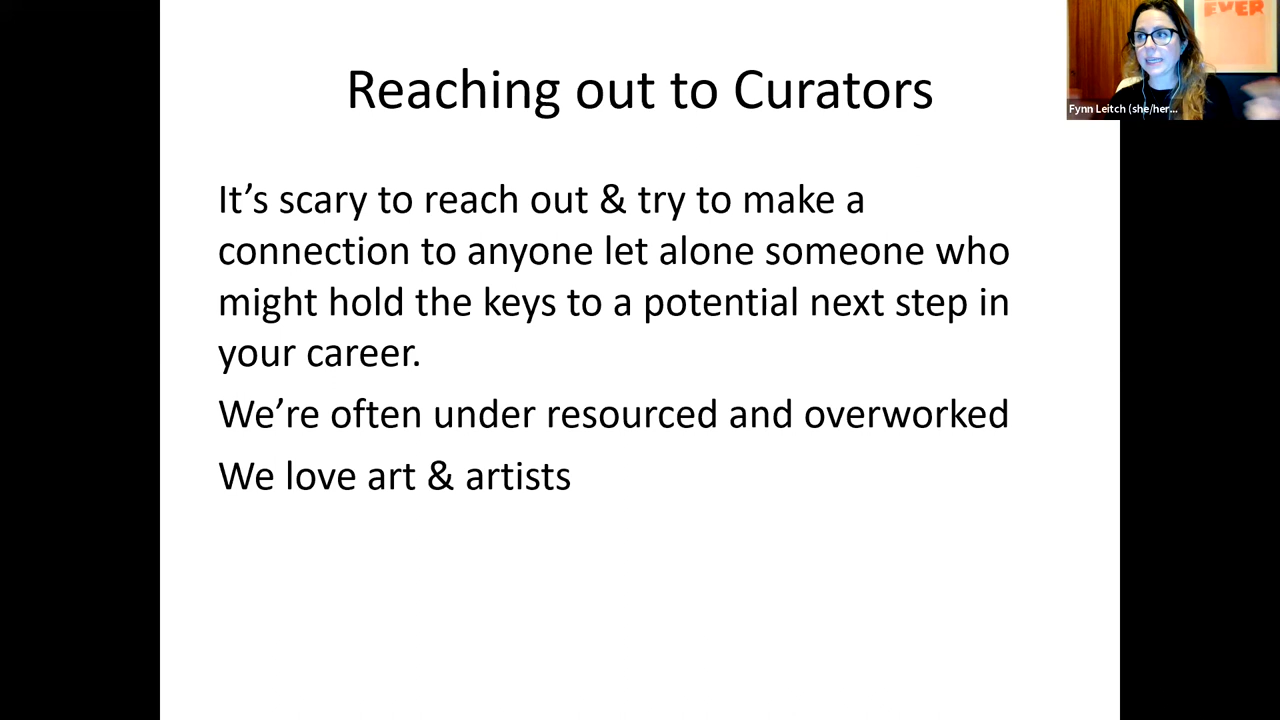 Reaching out to Curators
It's scary to reach out & try to make a
connection to anyone let alone someone who
might hold the keys to a potential next step in
your career.
We're often under resourced and overworked
We love art & artists
EVER
Fynn Leitch (she/her...